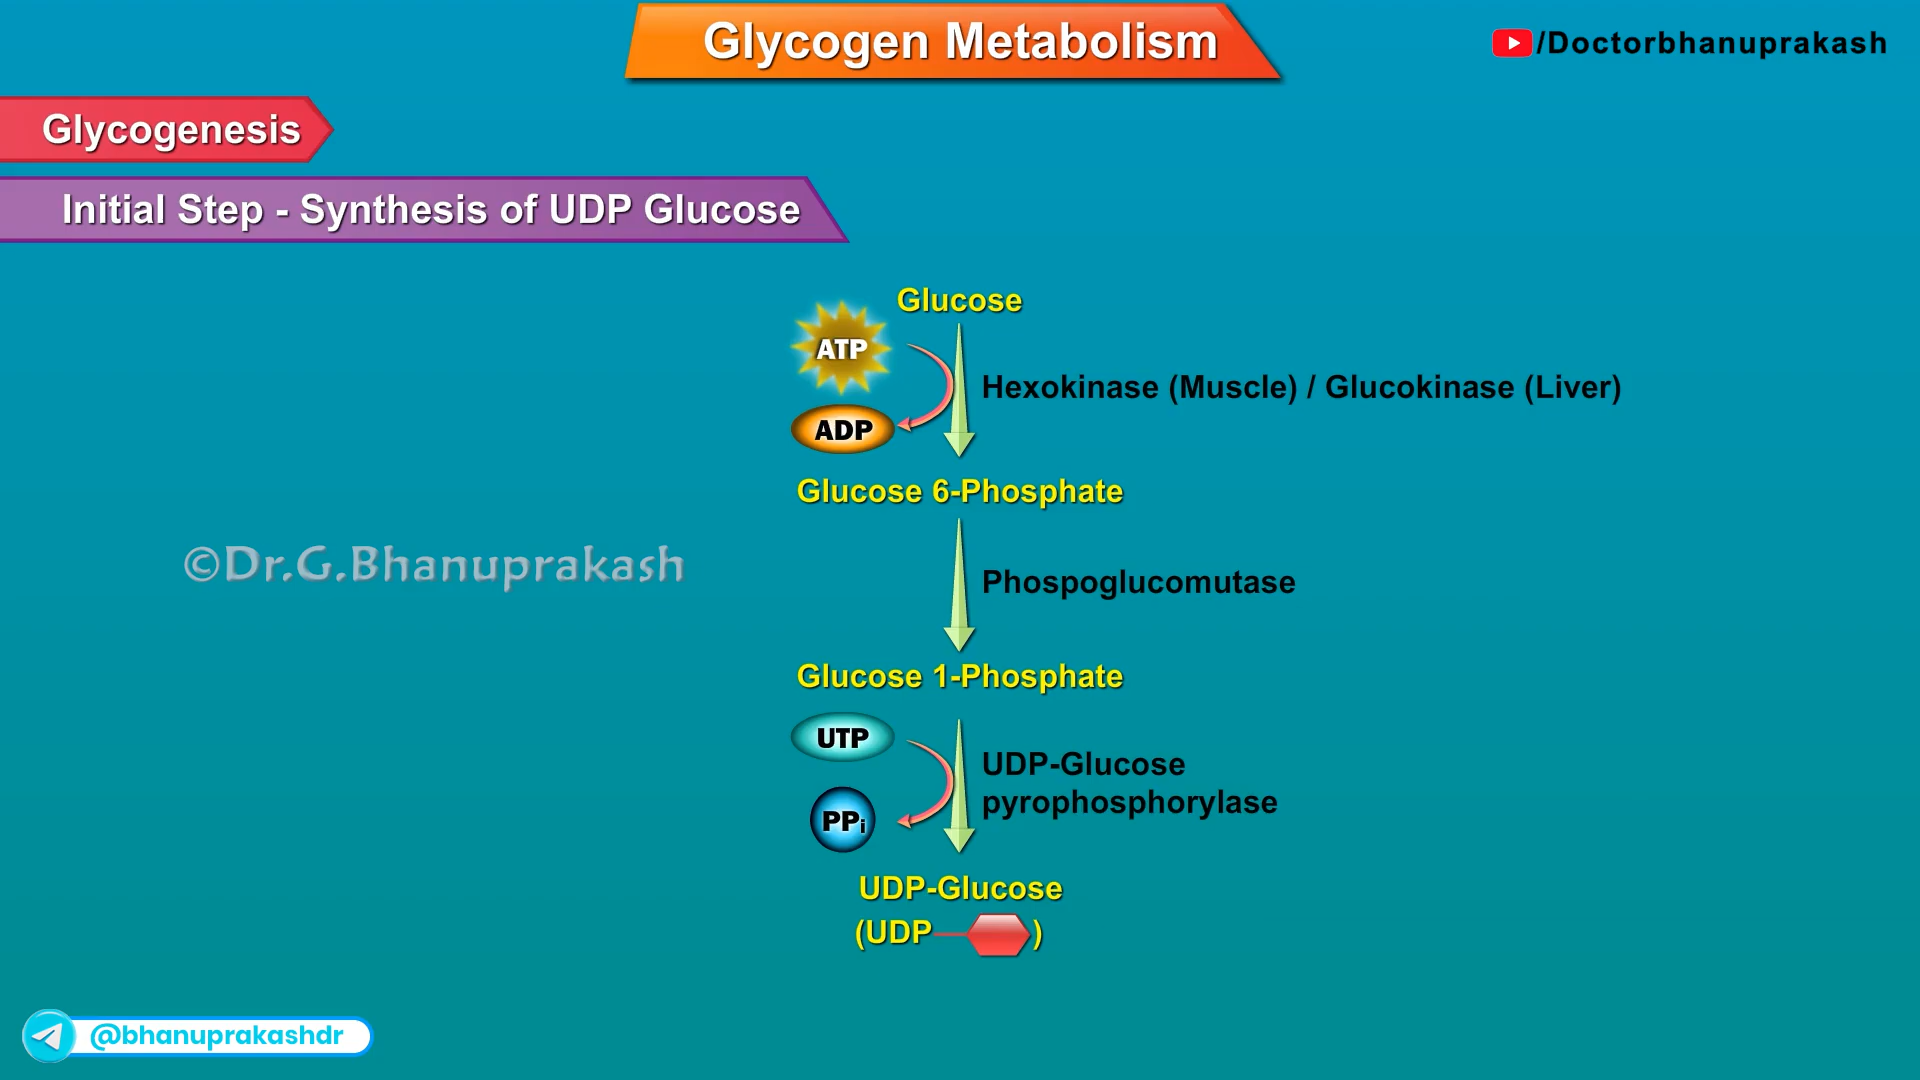 Glycogen Metabolism
/Doctorbhanuprakash
Glycogenesis
Initial Step - Synthesis of UDP Glucose
Glucose
ATP
Hexokinase (Muscle) / Glucokinase (Liver)
ADP
Glucose 6-Phosphate
©Dr.G.Bhanuprakash
Phospoglucomutase
Glucose 1-Phosphate
UTP
UDP-Glucose
pyrophosphorylase
PPi
UDP-Glucose
(UDP )
@bhanuprakashdr